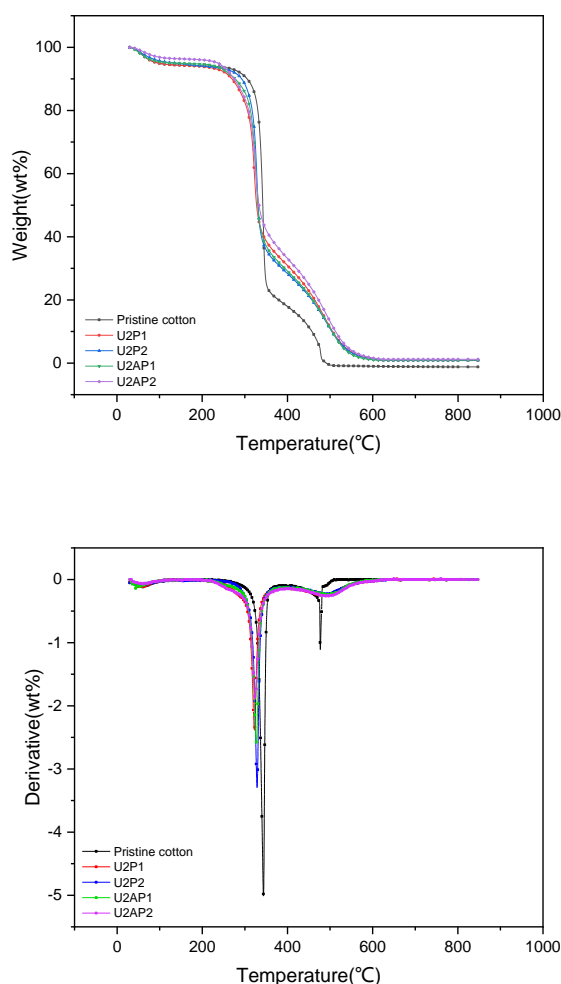 100
80
60
40
20
0
Weight(wt%)
Pristine cotton
U2P1
U2P2
U2AP1
U2AP2
0 200 400 600 800 1000
Temperature(℃)
0
-1
-2
-3
-4
-5
Derivative(wt%)
Pristine cotton
U2P1
U2P2
U2AP1
U2AP2
0 200 400 600 800 1000
Temperature(℃)